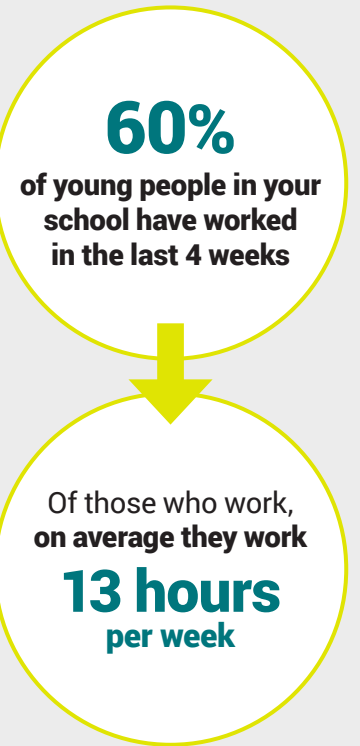 60%
of young people in your
school have worked
in the last 4 weeks
Of those who work,
on average they work
13 hours
per week